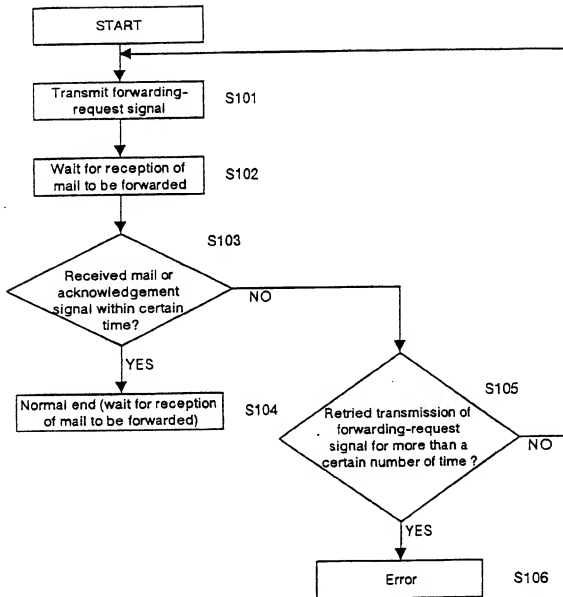 START
Transmit forwarding-
request signal
S101
Wait for reception of
mail to be forwarded
S102
S103
Received mail or
acknowledgement
signal within certain
time?
NO
YES
Normal end (wait for reception
of mail to be forwarded)
S104
S105
Retried transmission of
forwarding-request
signal for more than a
certain number of time ?
NO
YES
Error
S106